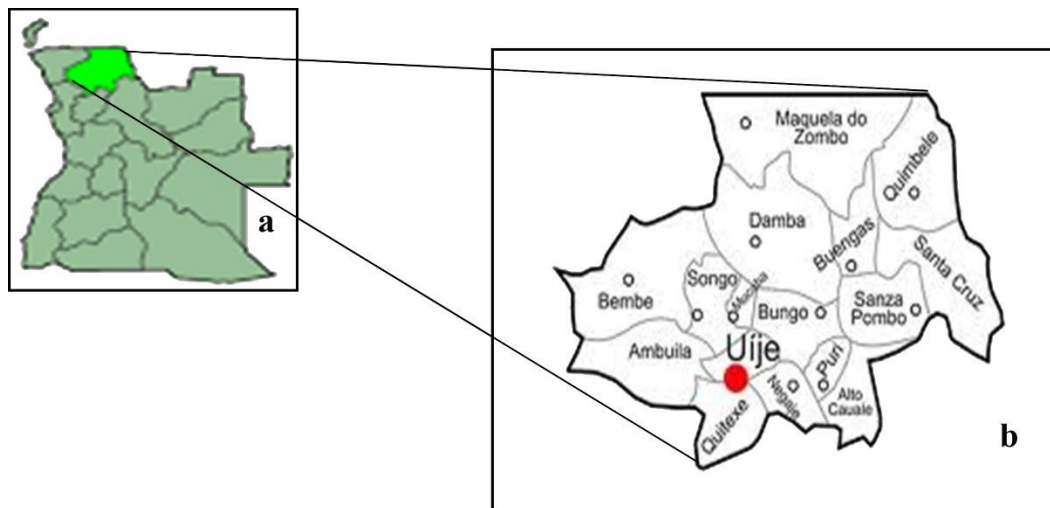 a
Maquela do
Zombo
Quimbele
Damba
Buengas
Santa Cruz
Songo
Mucaba
Bembe
Bungo
Sanza
Pombo
Ambuila
Uíje
Puri
Negaje
Alto
Cauale
Quitexe
b